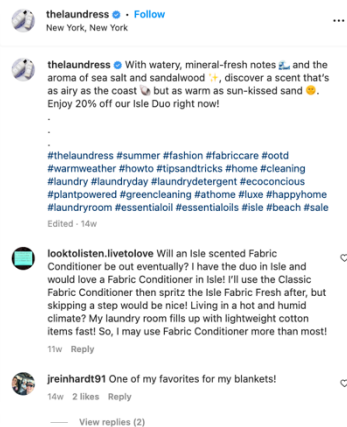 thelaundress • Follow
New York, New York
thelaundress With watery, mineral-fresh notes 🌊 and the
aroma of sea salt and sandalwood ✨, discover a scent that's
as airy as the coast 🐚 but as warm as sun-kissed sand 🌞.
Enjoy 20% off our Isle Duo right now!
.
.
.
#thelaundress #summer #fashion #fabriccare #ootd
#warmweather #howto #tipsandtricks #home #cleaning
#laundry #laundryday #laundrydetergent #ecoconcious
#plantpowered #greencleaning #athome #luxe #happyhome
#laundryroom #essentialoil #essentialoils #isle #beach #sale
Edited · 14w
looktolisten.livetolove Will an Isle scented Fabric
Conditioner be out eventually? I have the duo in Isle and
would love a Fabric Conditioner in Isle! I'll use the Classic
Fabric Conditioner then spritz the Isle Fabric Fresh after, but
skipping a step would be nice! Living in a hot and humid
climate? My laundry room fills up with lightweight cotton
items fast! So, I may use Fabric Conditioner more than most!
11w Reply
jreinhardt91 One of my favorites for my blankets!
14w 2 likes Reply
View replies (2)